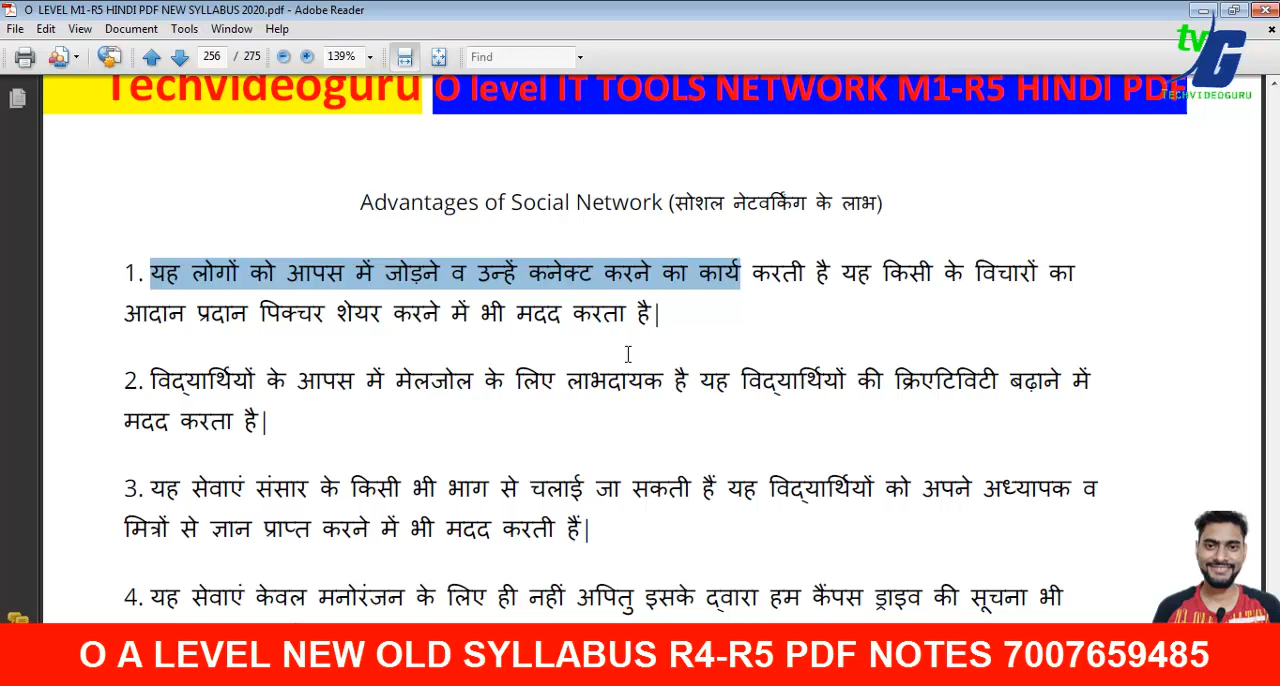 O LEVEL M1-R5 HINDI PDF NEW SYLLABUS 2020.pdf - Adobe Reader
File Edit View Document Tools Window Help
256 / 275 139% Find
Techvideoguru O level IT TOOLS NETWORK M1-R5 HINDI PDF
tv G
TECHVIDEOGURU
Advantages of Social Network (सोशल नेटवर्किंग के लाभ)
1. यह लोगों को आपस में जोड़ने व उन्हें कनेक्ट करने का कार्य करती है यह किसी के विचारों का
आदान प्रदान पिक्चर शेयर करने में भी मदद करता है|
2. विद्यार्थियों के आपस में मेलजोल के लिए लाभदायक है यह विद्यार्थियों की क्रिएटिविटी बढ़ाने में
मदद करता है|
3. यह सेवाएं संसार के किसी भी भाग से चलाई जा सकती हैं यह विद्यार्थियों को अपने अध्यापक व
मित्रों से ज्ञान प्राप्त करने में भी मदद करती हैं|
4. यह सेवाएं केवल मनोरंजन के लिए ही नहीं अपितु इसके द्वारा हम कैंपस ड्राइव की सूचना भी
O A LEVEL NEW OLD SYLLABUS R4-R5 PDF NOTES 7007659485